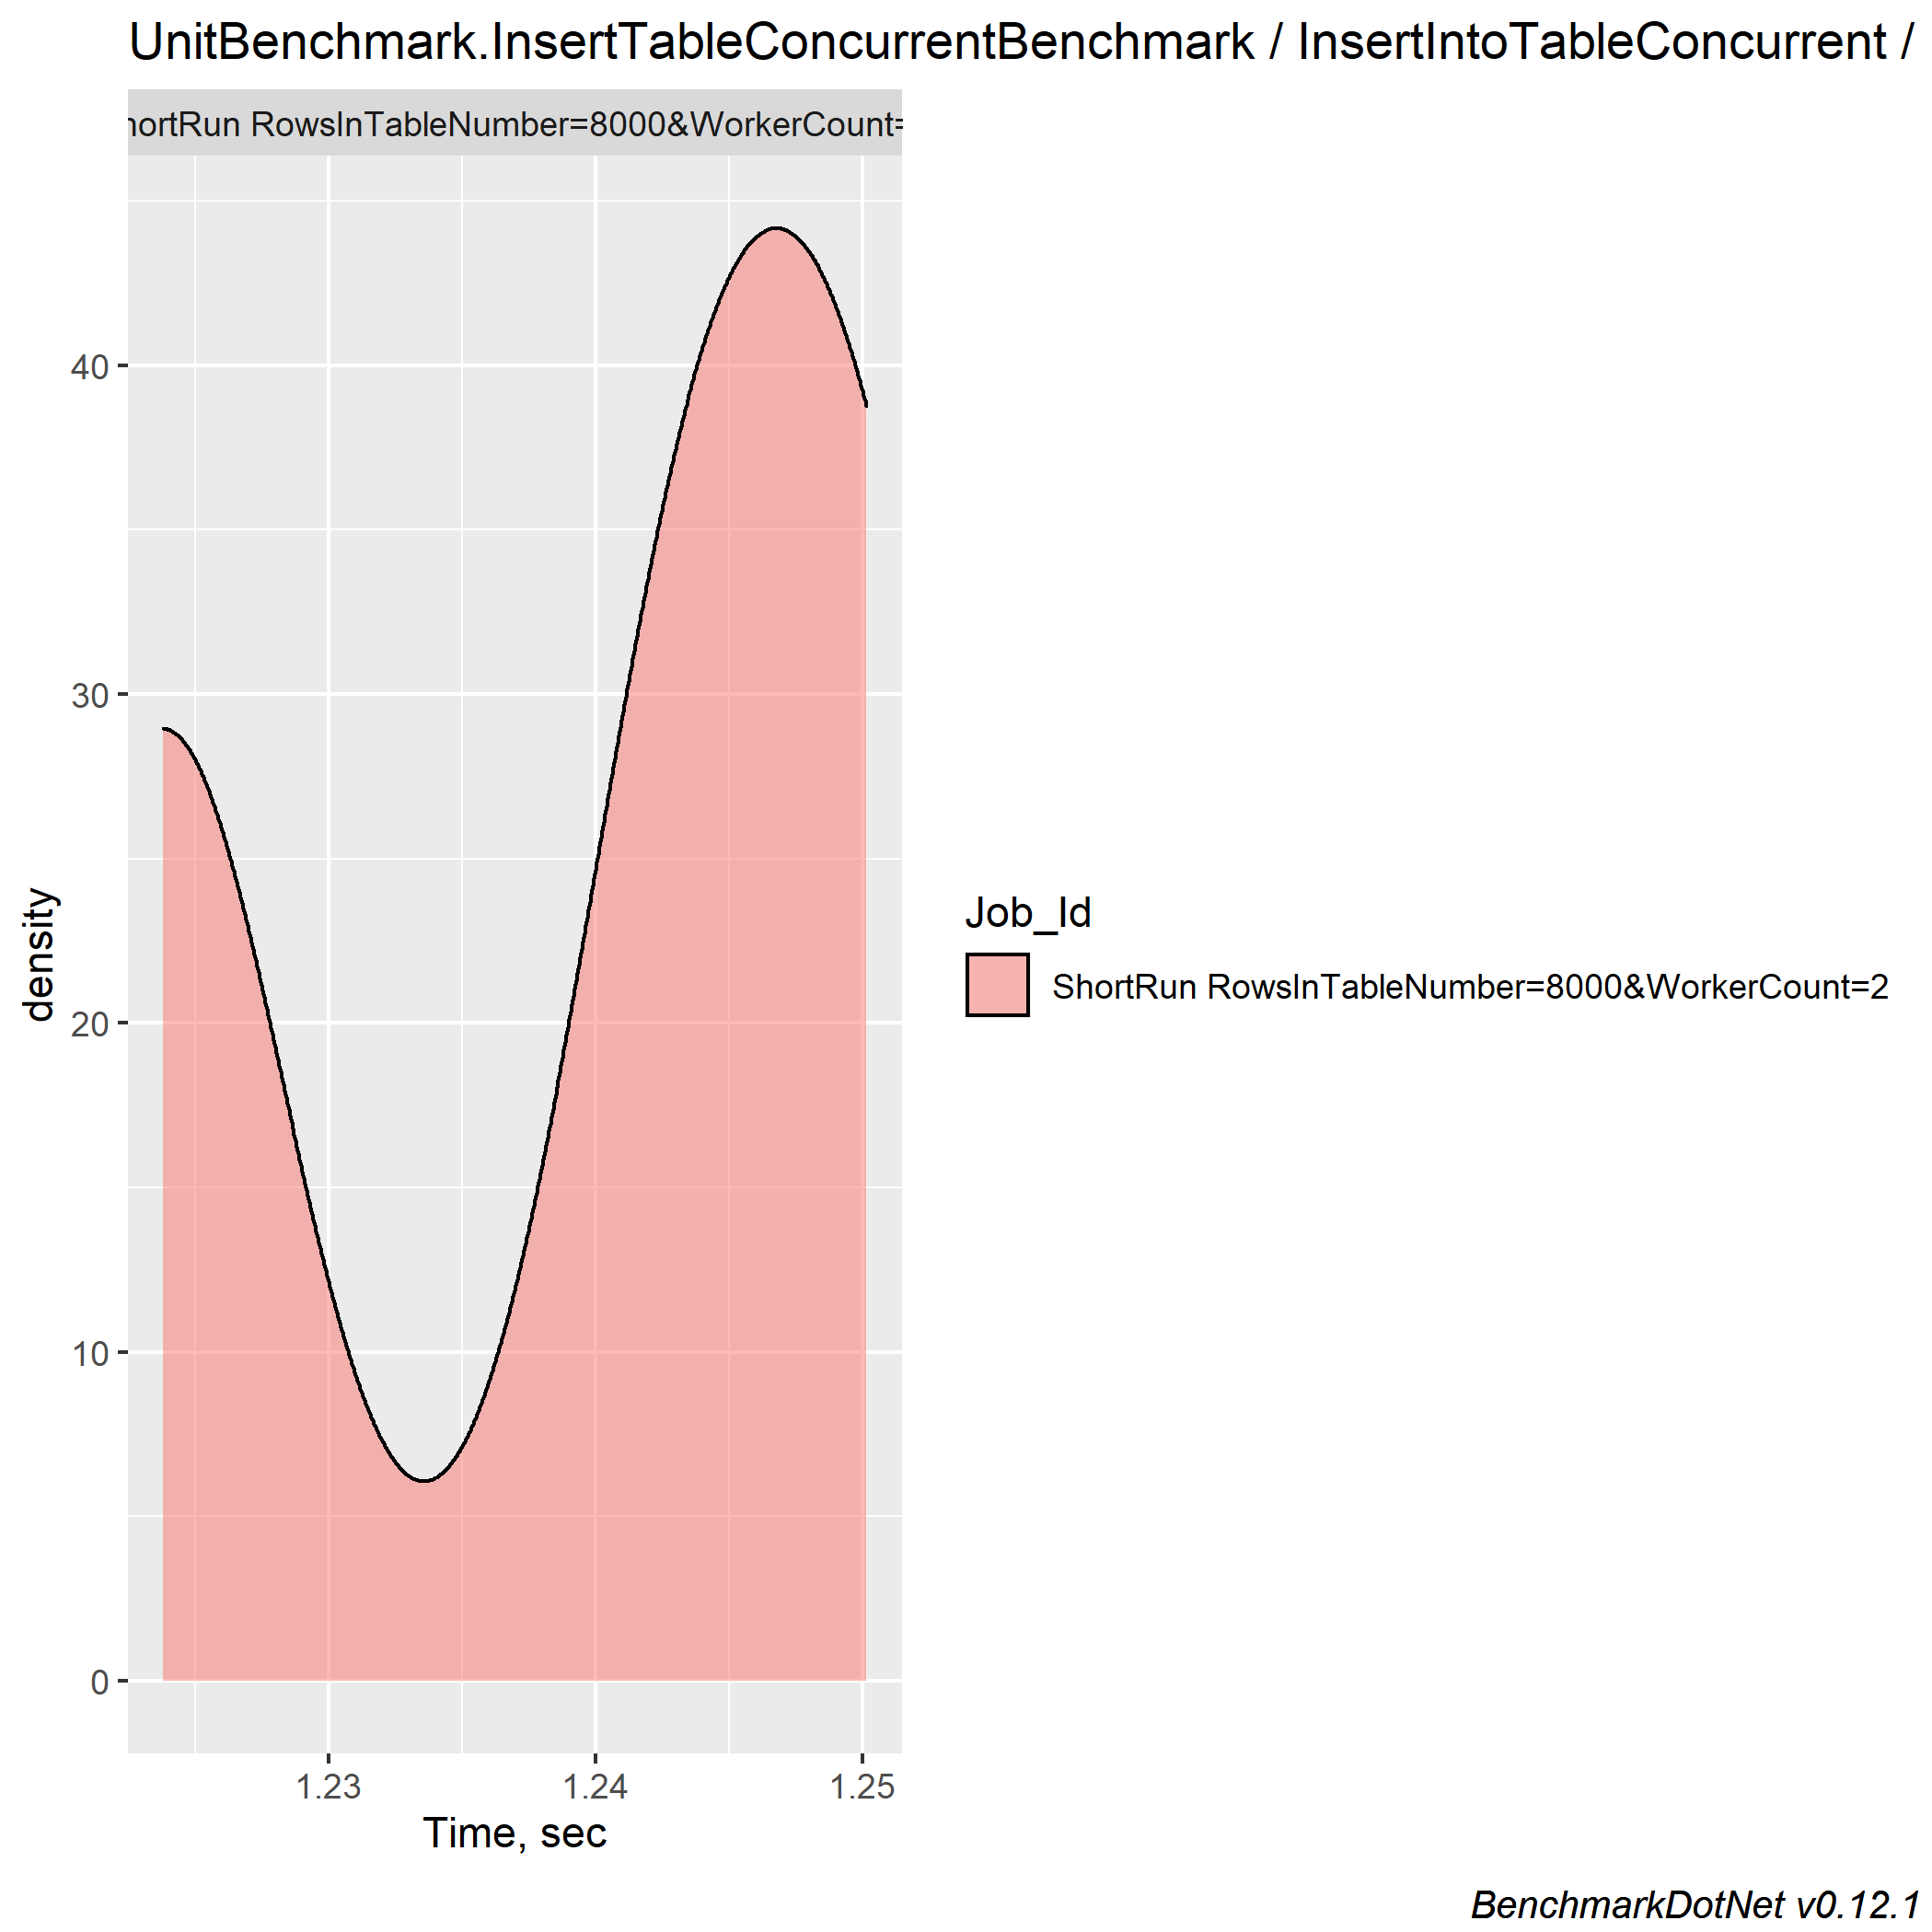 UnitBenchmark.InsertTableConcurrentBenchmark / InsertIntoTableConcurrent /
hortRun RowsInTableNumber=8000&WorkerCount=
40
30
20
10
0
density
1.23 1.24 1.25
Time, sec
Job_Id
ShortRun RowsInTableNumber=8000&WorkerCount=2
BenchmarkDotNet v0.12.1